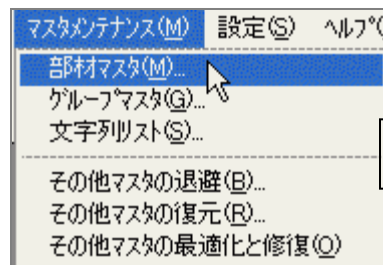 ﾏｽﾀﾒﾝﾃﾅﾝｽ(M) 設定(S) ﾍﾙﾌﾟ(
部材ﾏｽﾀ(M)...
ｸﾞﾙｰﾌﾟﾏｽﾀ(G)...
文字列ﾘｽﾄ(S)...
その他ﾏｽﾀの退避(B)...
その他ﾏｽﾀの復元(R)...
その他ﾏｽﾀの最適化と修復(O)